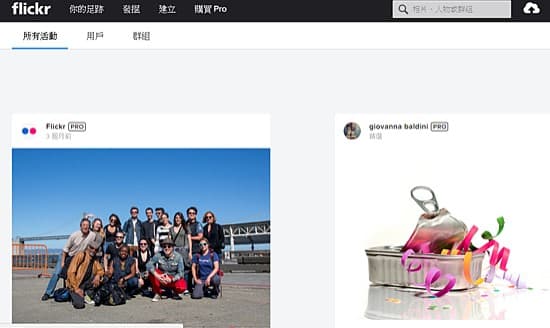 flickr 你的足跡 發掘 建立 購買 Pro 相片、人物或群組
所有活動 用戶 群組
Flickr PRO
3 個月前
giovanna baldini PRO
精選